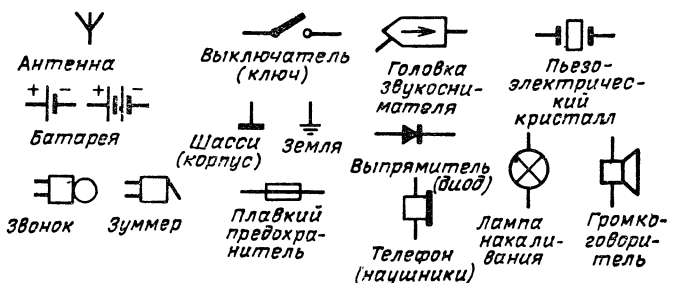 Антенна
Выключатель
(ключ)
Головка
звукосни-
мателя
Пьезо-
электричес-
кий
кристалл
+ - + -
Батарея
Шасси
(корпус)
Земля
Выпрямитель
(диод)
Звонок
Зуммер
Плавкий
предохра-
нитель
Телефон
(наушники)
Лампа
накали-
вания
Громко-
говори-
тель